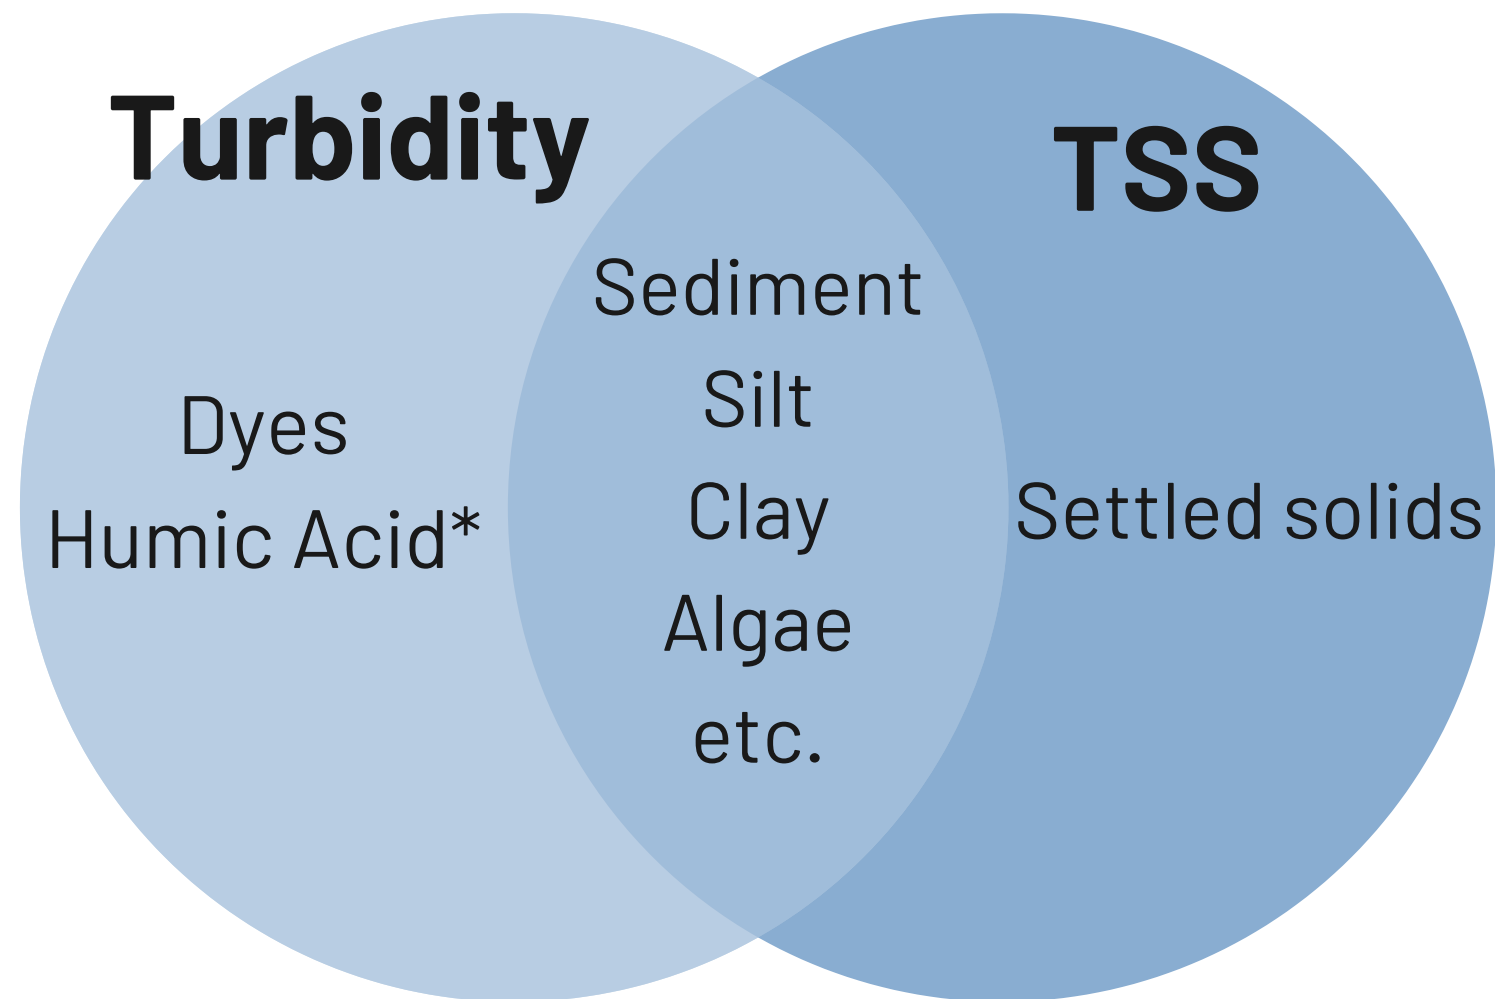 Turbidity
TSS
Dyes
Humic Acid*
Sediment
Silt
Clay
Algae
etc.
Settled solids